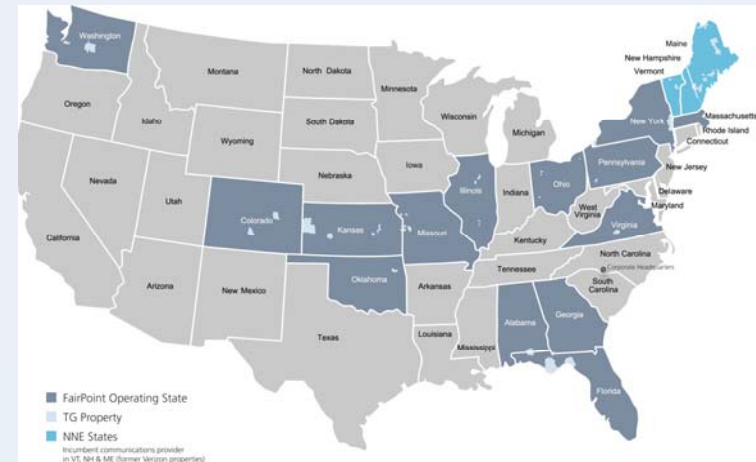 Washington
Maine
New Hampshire
Vermont
Montana
North Dakota
Minnesota
Oregon
Idaho
South Dakota
Wisconsin
Michigan
New York
Massachusetts
Rhode Island
Connecticut
Wyoming
Iowa
Pennsylvania
New Jersey
Nebraska
Nevada
Utah
Illinois
Indiana
Ohio
Delaware
Maryland
West
Virginia
Virginia
Colorado
Kansas
Missouri
Kentucky
California
North Carolina
Corporate Headquarters
Tennessee
Oklahoma
Arkansas
South
Carolina
Arizona
New Mexico
Alabama
Georgia
Mississippi
Texas
Louisiana
Florida
FairPoint Operating State
TG Property
NNE States
Incumbent communications provider
in VT, NH & ME (former Verizon properties)